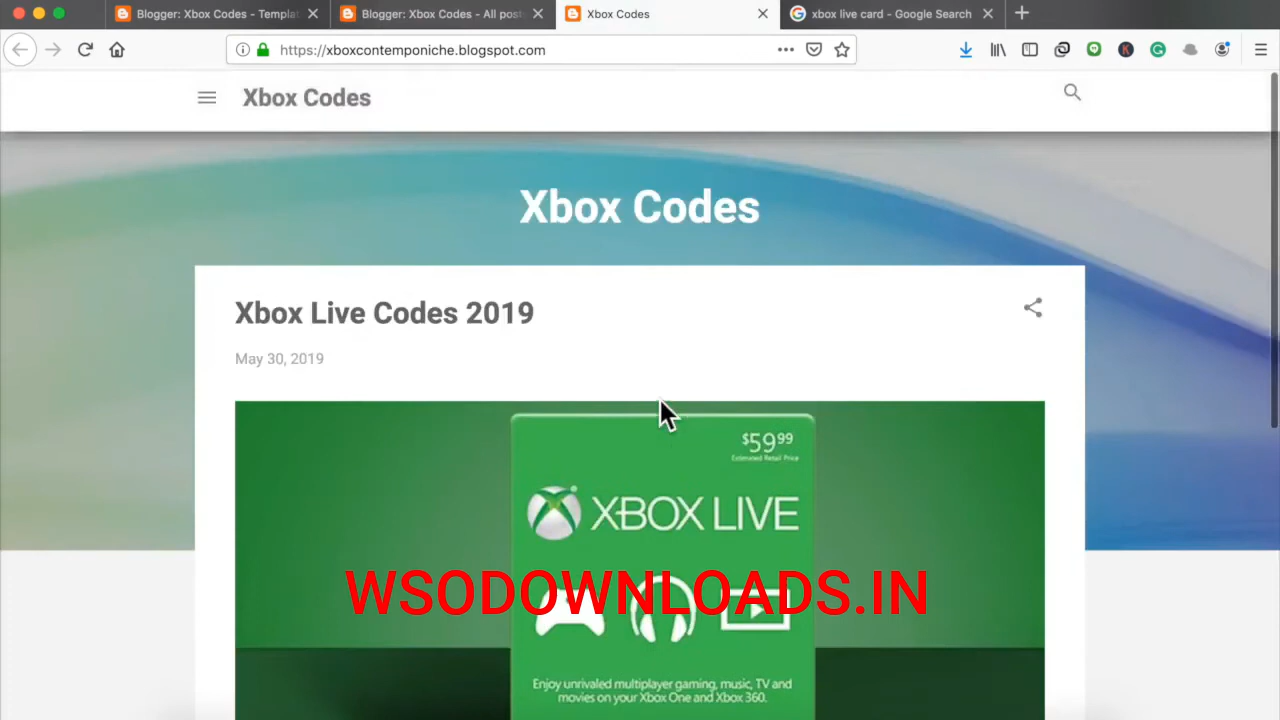 Blogger: Xbox Codes - Templat
Blogger: Xbox Codes - All post
Xbox Codes
xbox live card - Google Search
https://xboxcontemponiche.blogspot.com
Xbox Codes
Xbox Codes
Xbox Live Codes 2019
May 30, 2019
$59.99
Estimated Retail Price
XBOX LIVE
WSODOWNLOADS.IN
Enjoy unrivaled multiplayer gaming, music, TV and
movies on your Xbox One and Xbox 360.